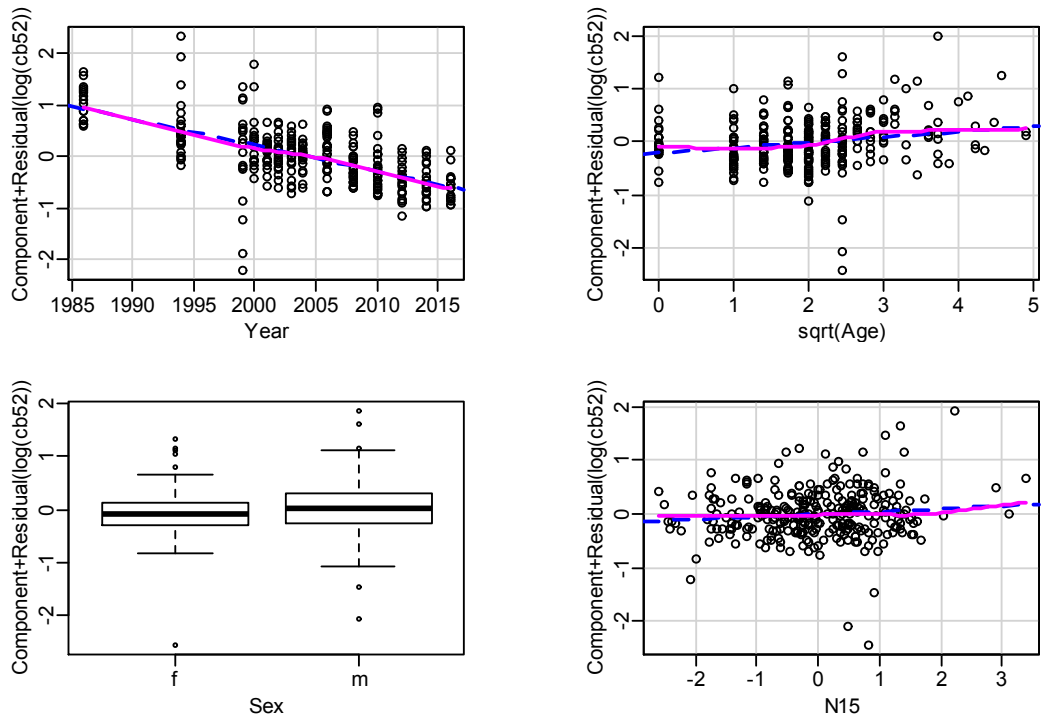 Component+Residual(log(cb52))
2
1
0
-1
-2
1985 1990 1995 2000 2005 2010 2015
Year
Component+Residual(log(cb52))
2
1
0
-1
-2
0 1 2 3 4 5
sqrt(Age)
Component+Residual(log(cb52))
2
1
0
-1
-2
f m
Sex
Component+Residual(log(cb52))
2
1
0
-1
-2
-2 -1 0 1 2 3
N15